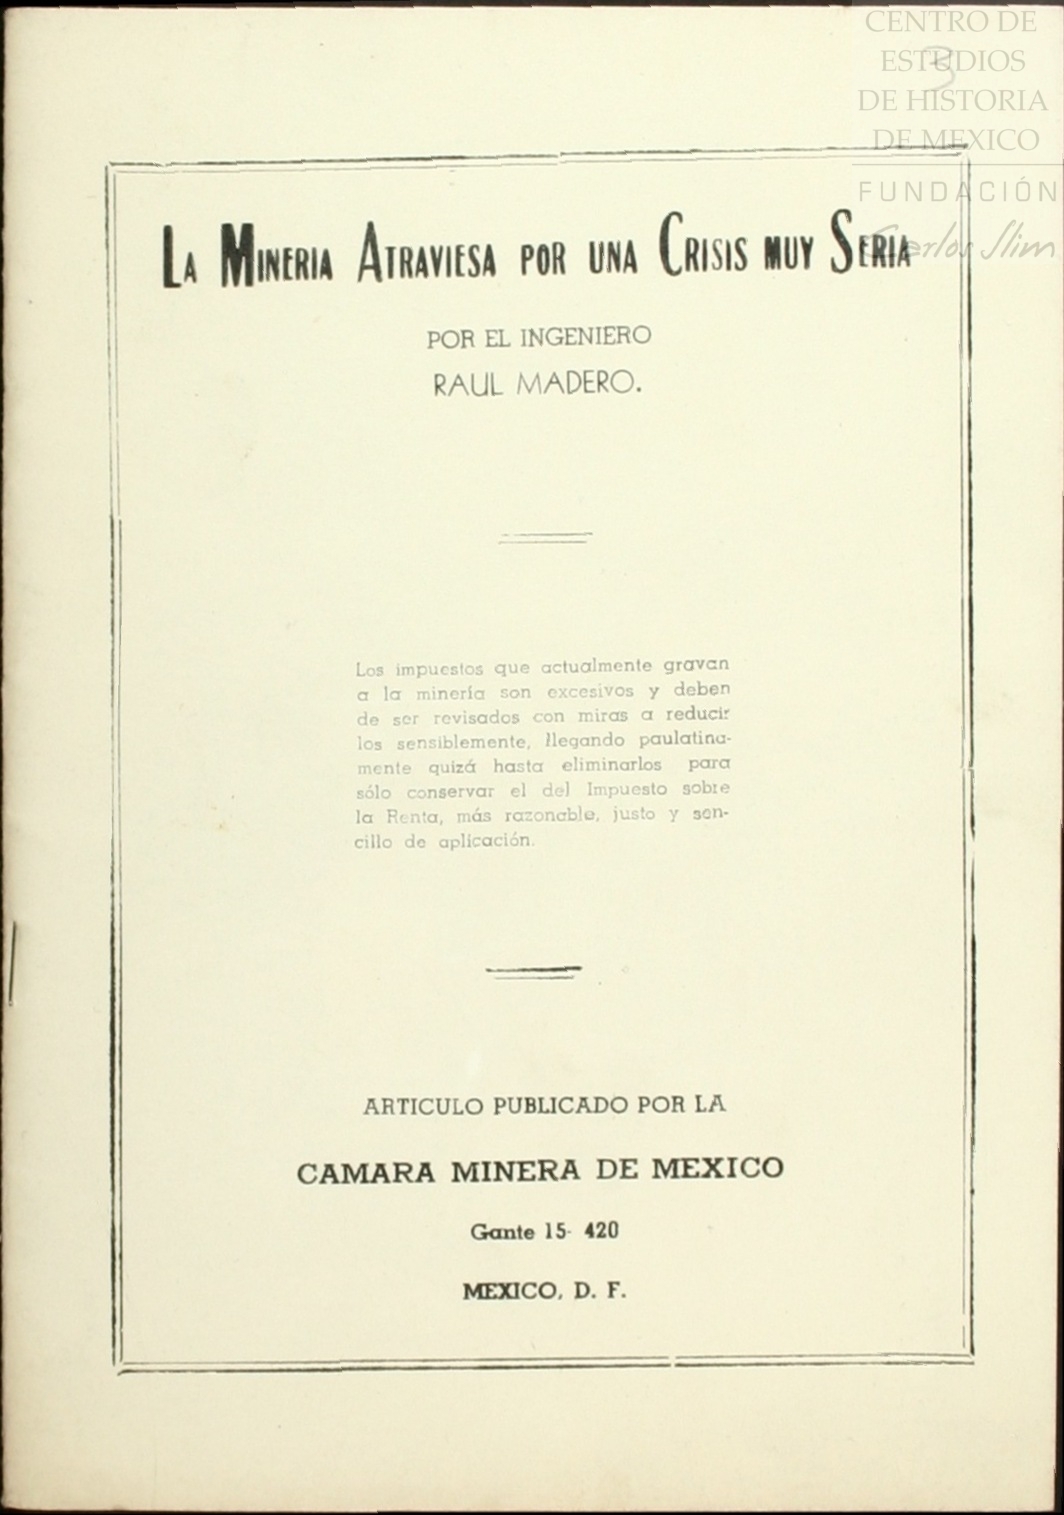 CENTRO DE
ESTUDIOS
DE HISTORIA
DE MEXICO
FUNDACIÓN
Carlos Slim
3
LA MINERIA ATRAVIESA POR UNA CRISIS MUY SERIA
POR EL INGENIERO
RAUL MADERO.
Los impuestos que actualmente gravan
a la minería son excesivos y deben
de ser revisados con miras a reducir
los sensiblemente, llegando paulatina-
mente quizá hasta eliminarlos para
sólo conservar el del Impuesto sobre
la Renta, más razonable, justo y sen-
cillo de aplicación.
ARTICULO PUBLICADO POR LA
CAMARA MINERA DE MEXICO
Gante 15- 420
MEXICO, D. F.